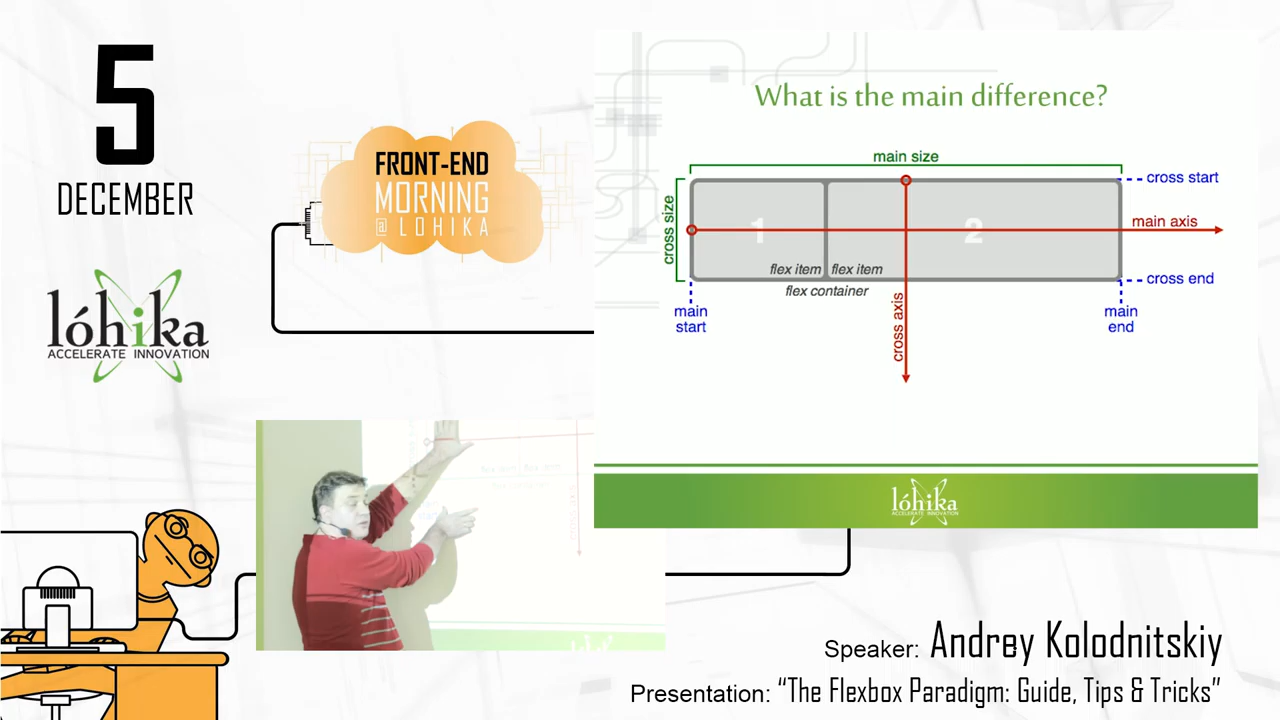 5
DECEMBER
lóhika
ACCELERATE INNOVATION
FRONT-END
MORNING
@ LOHIKA
What is the main difference?
main size
cross start
cross size
main axis
1
2
flex item
flex item
flex container
cross end
main
start
cross axis
main
end
lóhika
ACCELERATE INNOVATION
Speaker: Andrey Kolodnitskiy
Presentation: “The Flexbox Paradigm: Guide, Tips & Tricks”